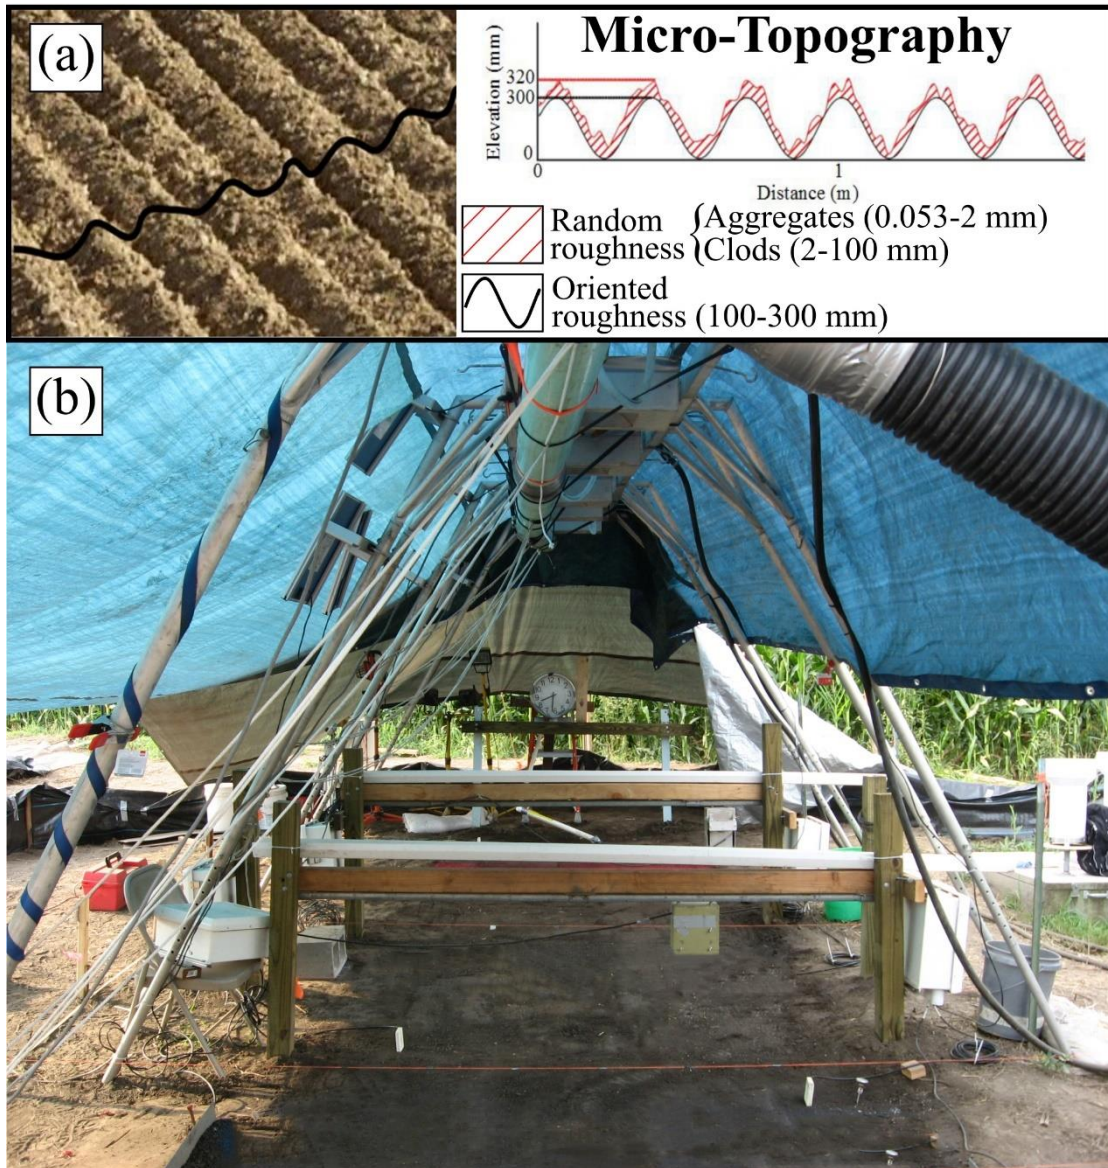 (a)
Micro-Topography
Elevation (mm)
320
300
0
0
1
Distance (m)
Random roughness
Aggregates (0.053-2 mm)
Clods (2-100 mm)
Oriented roughness (100-300 mm)
(b)